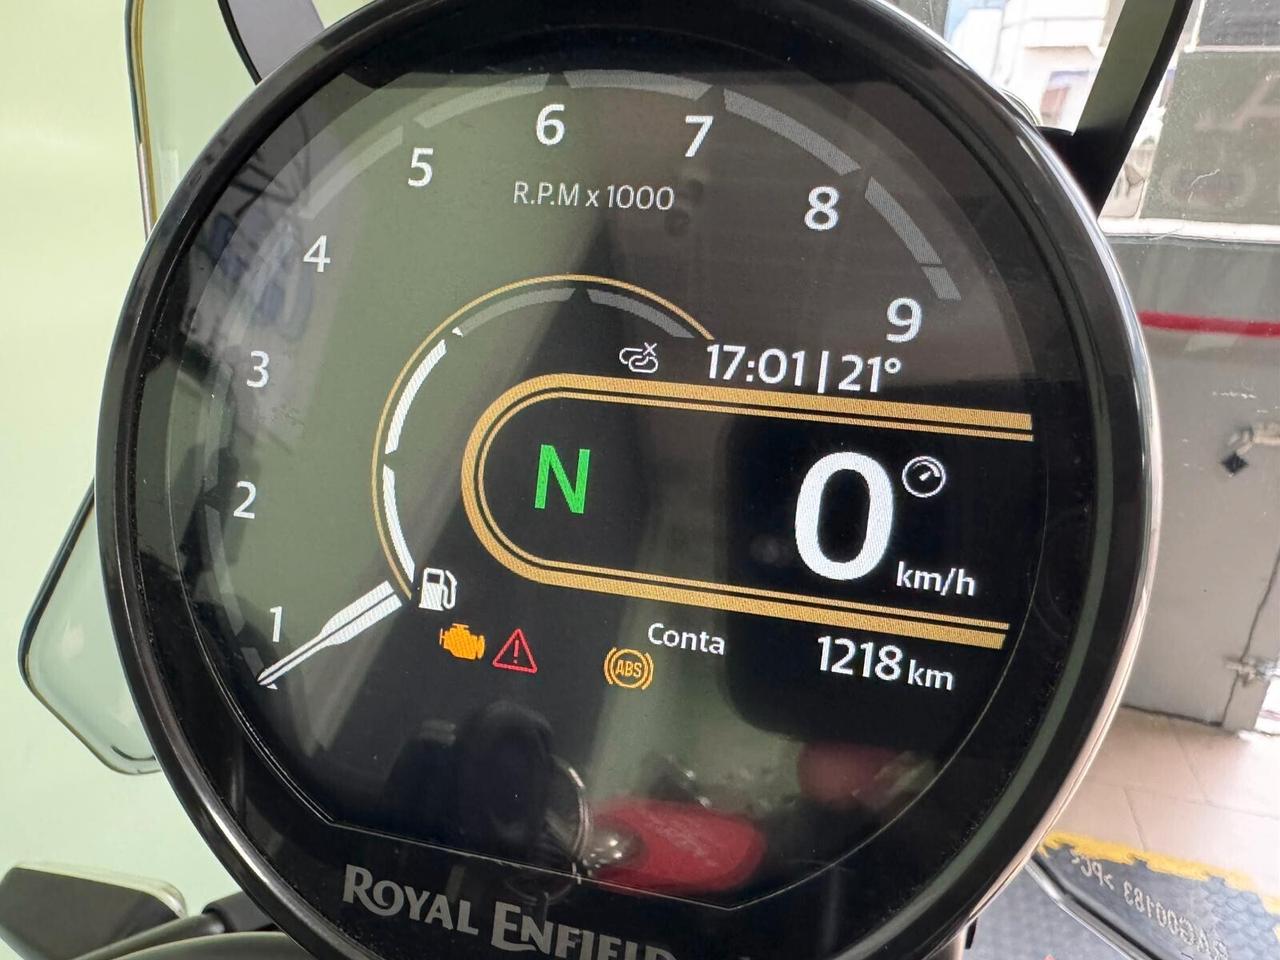 6
7
5
R.P.M x 1000
8
4
9
3
17:01 | 21°
N
0
2
km/h
1
Conta
1218 km
ABS
ROYAL ENFIELD